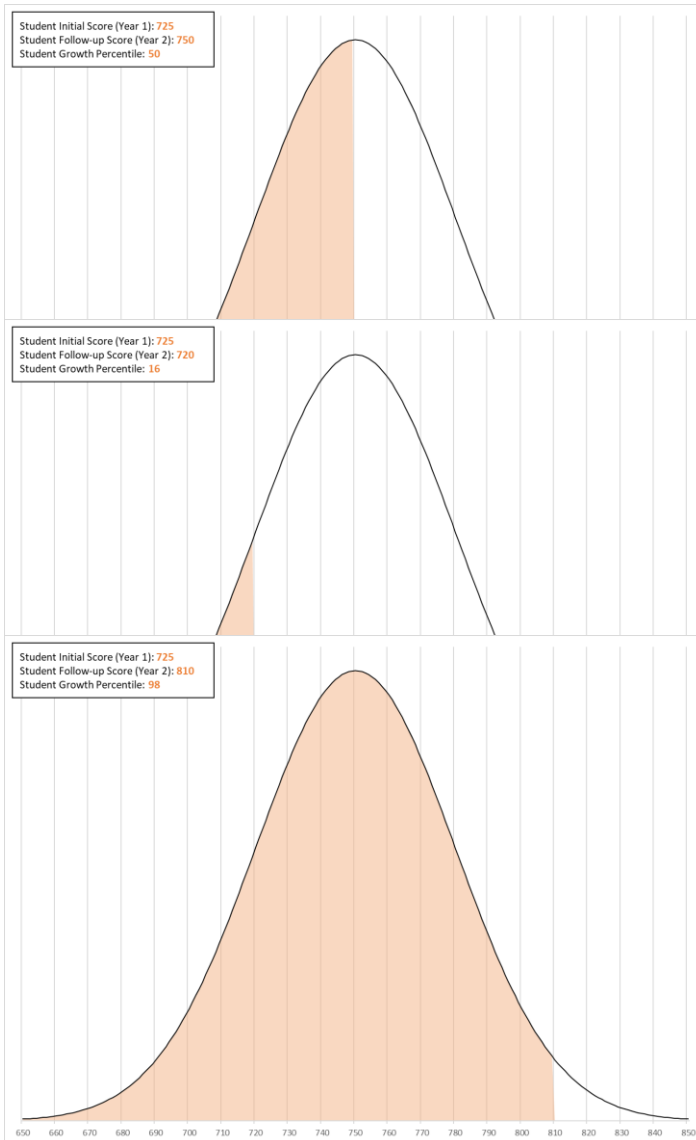 Student Initial Score (Year 1): 725
Student Follow-up Score (Year 2): 750
Student Growth Percentile: 50
Student Initial Score (Year 1): 725
Student Follow-up Score (Year 2): 720
Student Growth Percentile: 16
Student Initial Score (Year 1): 725
Student Follow-up Score (Year 2): 810
Student Growth Percentile: 98
650 660 670 680 690 700 710 720 730 740 750 760 770 780 790 800 810 820 830 840 850